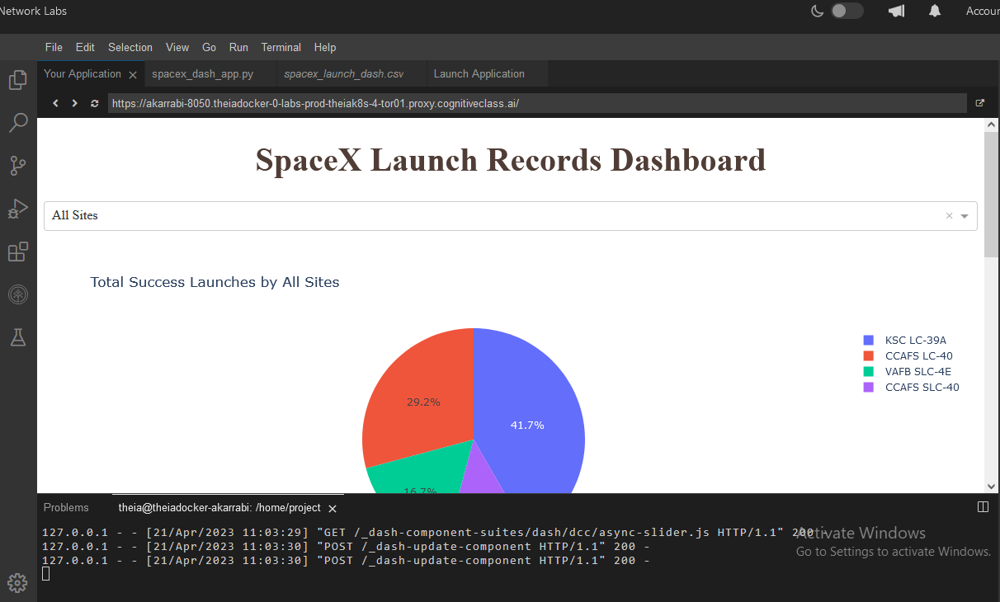 Network Labs
Accour
File Edit Selection View Go Run Terminal Help
Your Application spacex_dash_app.py spacex_launch_dash.csv Launch Application
https://akarrabi-8050.theiadocker-0-labs-prod-theiak8s-4-tor01.proxy.cognitiveclass.ai/
SpaceX Launch Records Dashboard
All Sites
Total Success Launches by All Sites
KSC LC-39A
CCAFS LC-40
VAFB SLC-4E
CCAFS SLC-40
29.2%
41.7%
16.7%
Problems theia@theiadocker-akarrabi: /home/project
127.0.0.1 - - [21/Apr/2023 11:03:29] "GET /_dash-component-suites/dash/dcc/async-slider.js HTTP/1.1" 200 -
127.0.0.1 - - [21/Apr/2023 11:03:30] "POST /_dash-update-component HTTP/1.1" 200 -
127.0.0.1 - - [21/Apr/2023 11:03:30] "POST /_dash-update-component HTTP/1.1" 200 -
Activate Windows
Go to Settings to activate Windows.